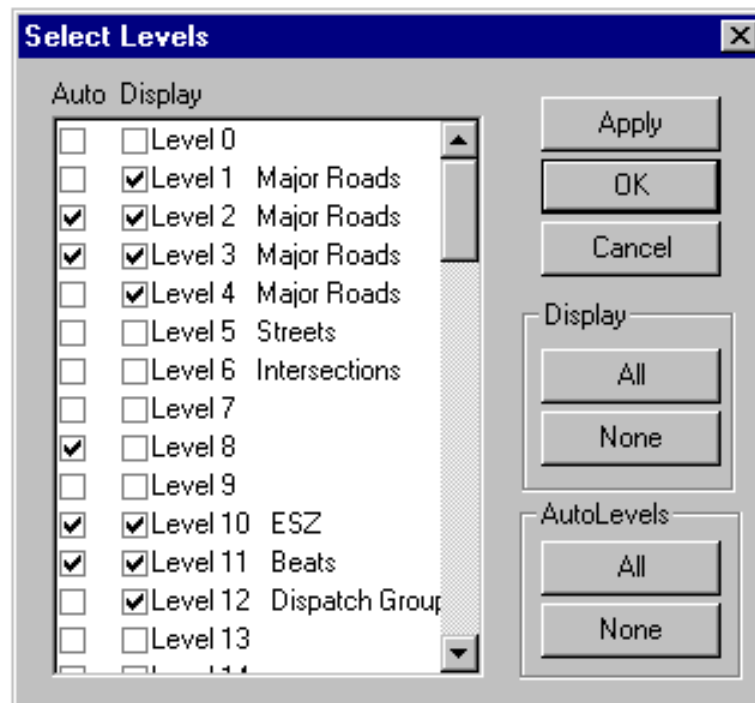 Select Levels
Auto Display
Level 0
Level 1 Major Roads
Level 2 Major Roads
Level 3 Major Roads
Level 4 Major Roads
Level 5 Streets
Level 6 Intersections
Level 7
Level 8
Level 9
Level 10 ESZ
Level 11 Beats
Level 12 Dispatch Group
Level 13
Apply
OK
Cancel
Display
All
None
AutoLevels
All
None